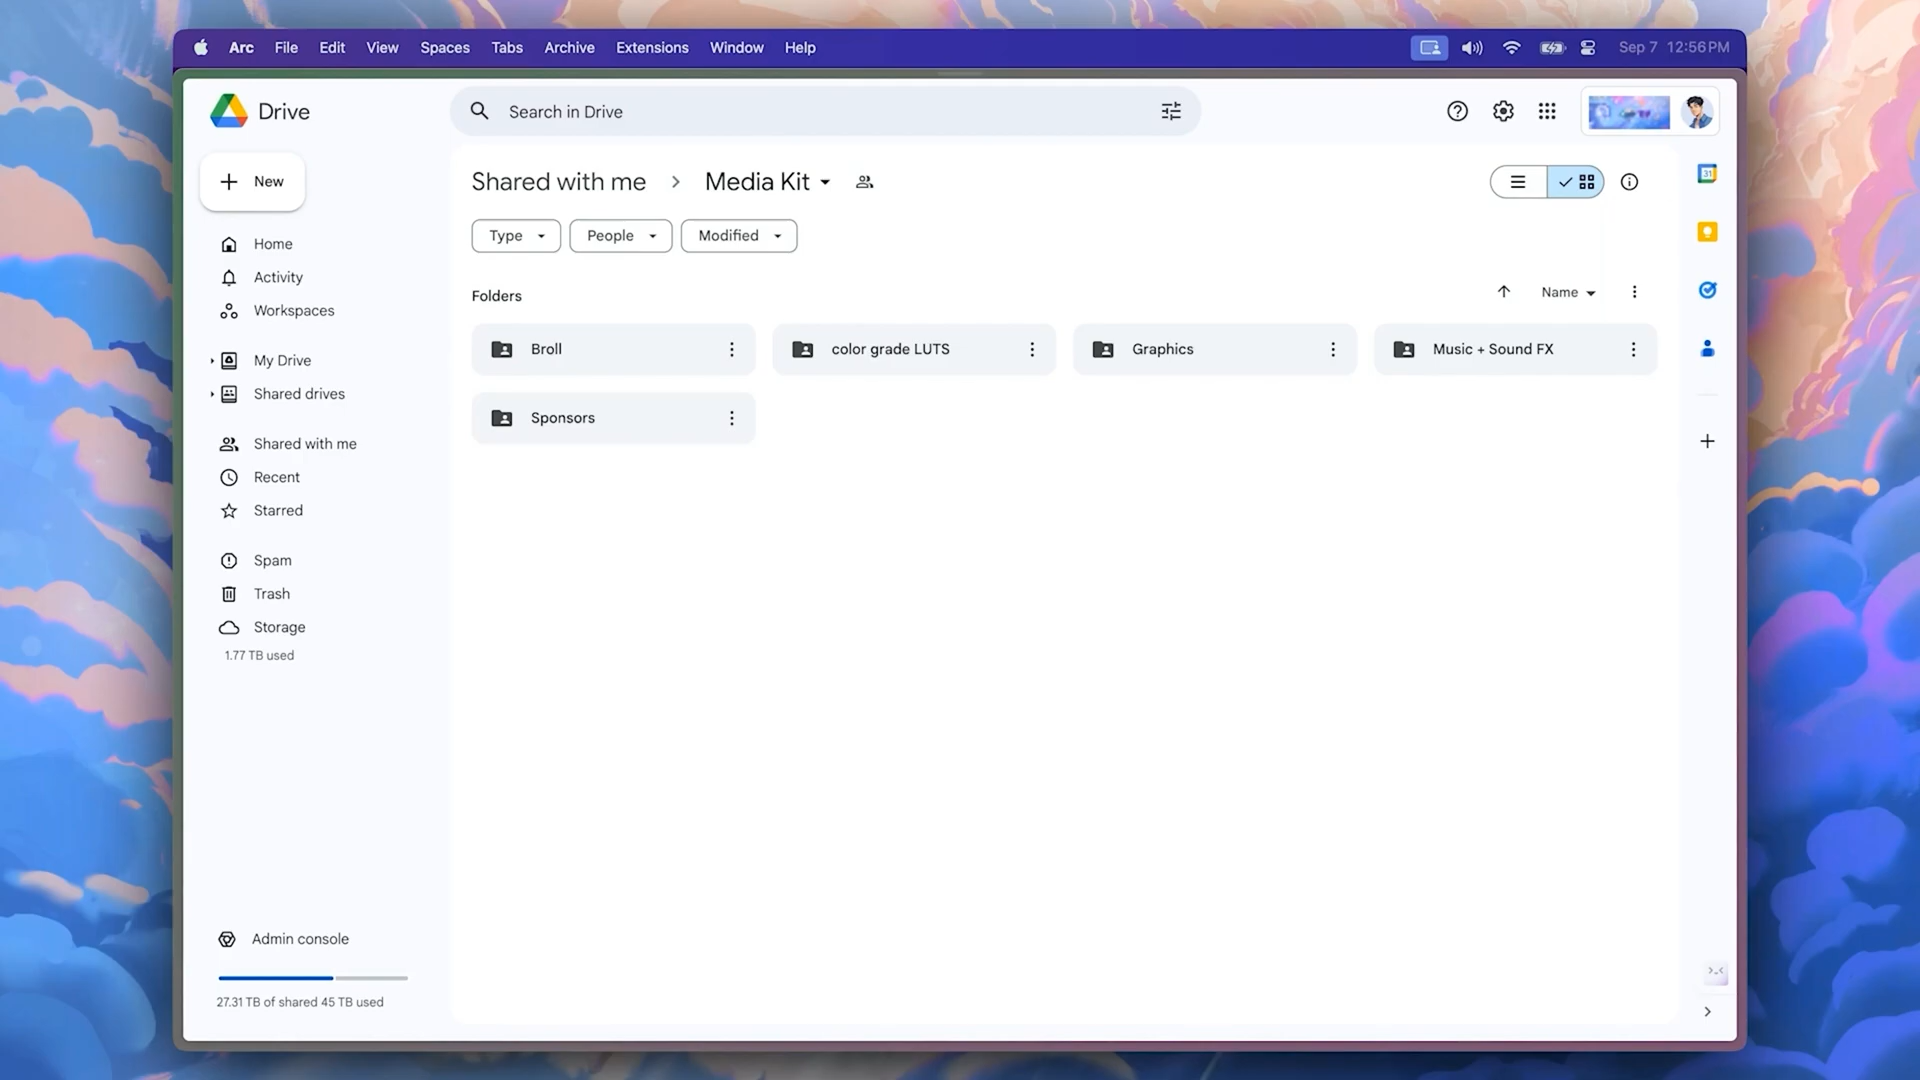 Arc File Edit View Spaces Tabs Archive Extensions Window Help Sep 7 12:56 PM
Drive
Search in Drive
New
Shared with me > Media Kit
Type People Modified
Home
Activity
Workspaces
My Drive
Shared drives
Shared with me
Recent
Starred
Spam
Trash
Storage
1.77 TB used
Admin console
27.31 TB of shared 45 TB used
Folders
Name
Broll
color grade LUTS
Graphics
Music + Sound FX
Sponsors
31